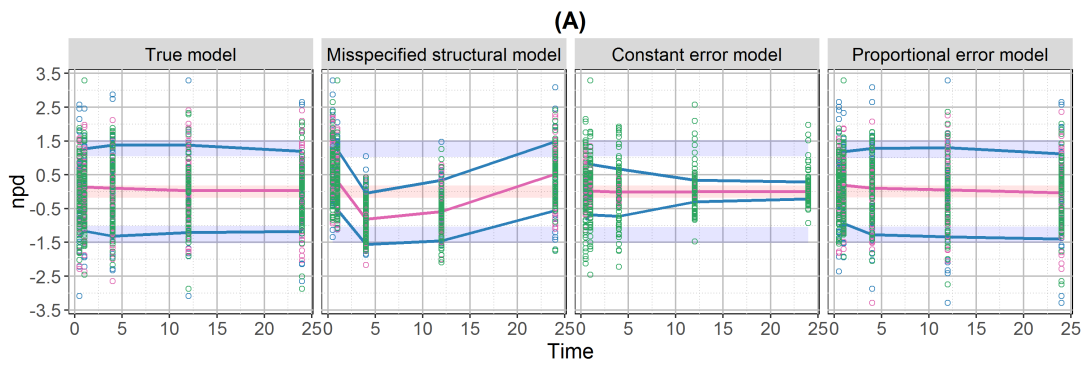 (A)
True model
Misspecified structural model
Constant error model
Proportional error model
3.5
2.5
1.5
0.5
-0.5
-1.5
-2.5
-3.5
npd
0 5 10 15 20 25
0 5 10 15 20 25
0 5 10 15 20 25
0 5 10 15 20 25
Time